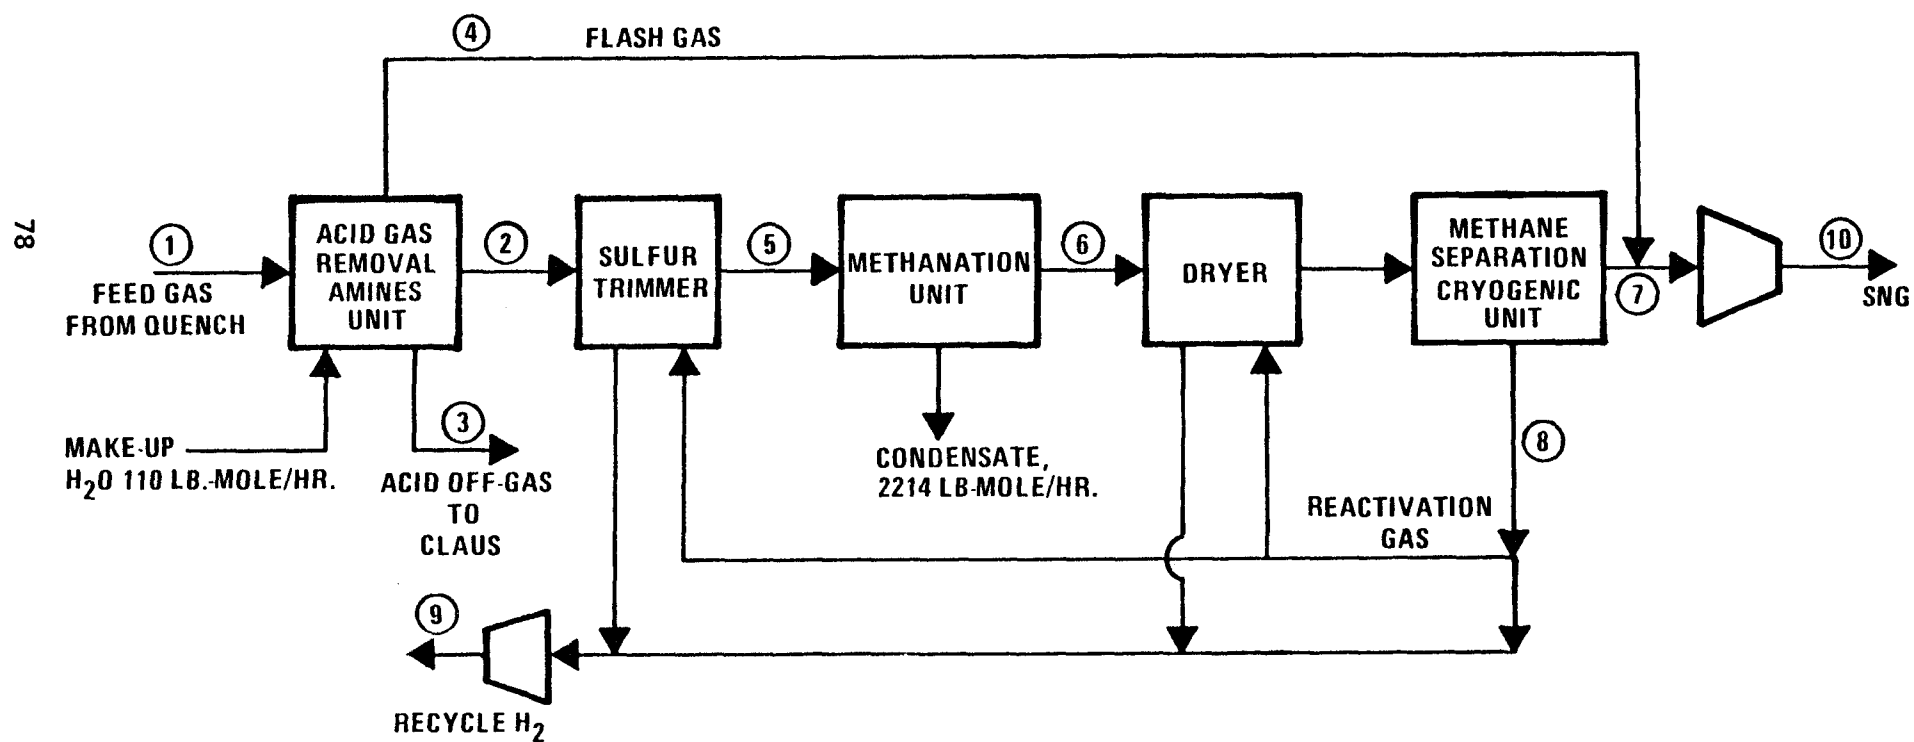 4
FLASH GAS
78
1
FEED GAS
FROM QUENCH
ACID GAS
REMOVAL
AMINES
UNIT
2
SULFUR
TRIMMER
5
METHANATION
UNIT
6
DRYER
METHANE
SEPARATION
CRYOGENIC
UNIT
7
10
SNG
MAKE-UP
H2O 110 LB.-MOLE/HR.
3
ACID OFF-GAS
TO
CLAUS
CONDENSATE,
2214 LB-MOLE/HR.
8
REACTIVATION
GAS
9
RECYCLE H2